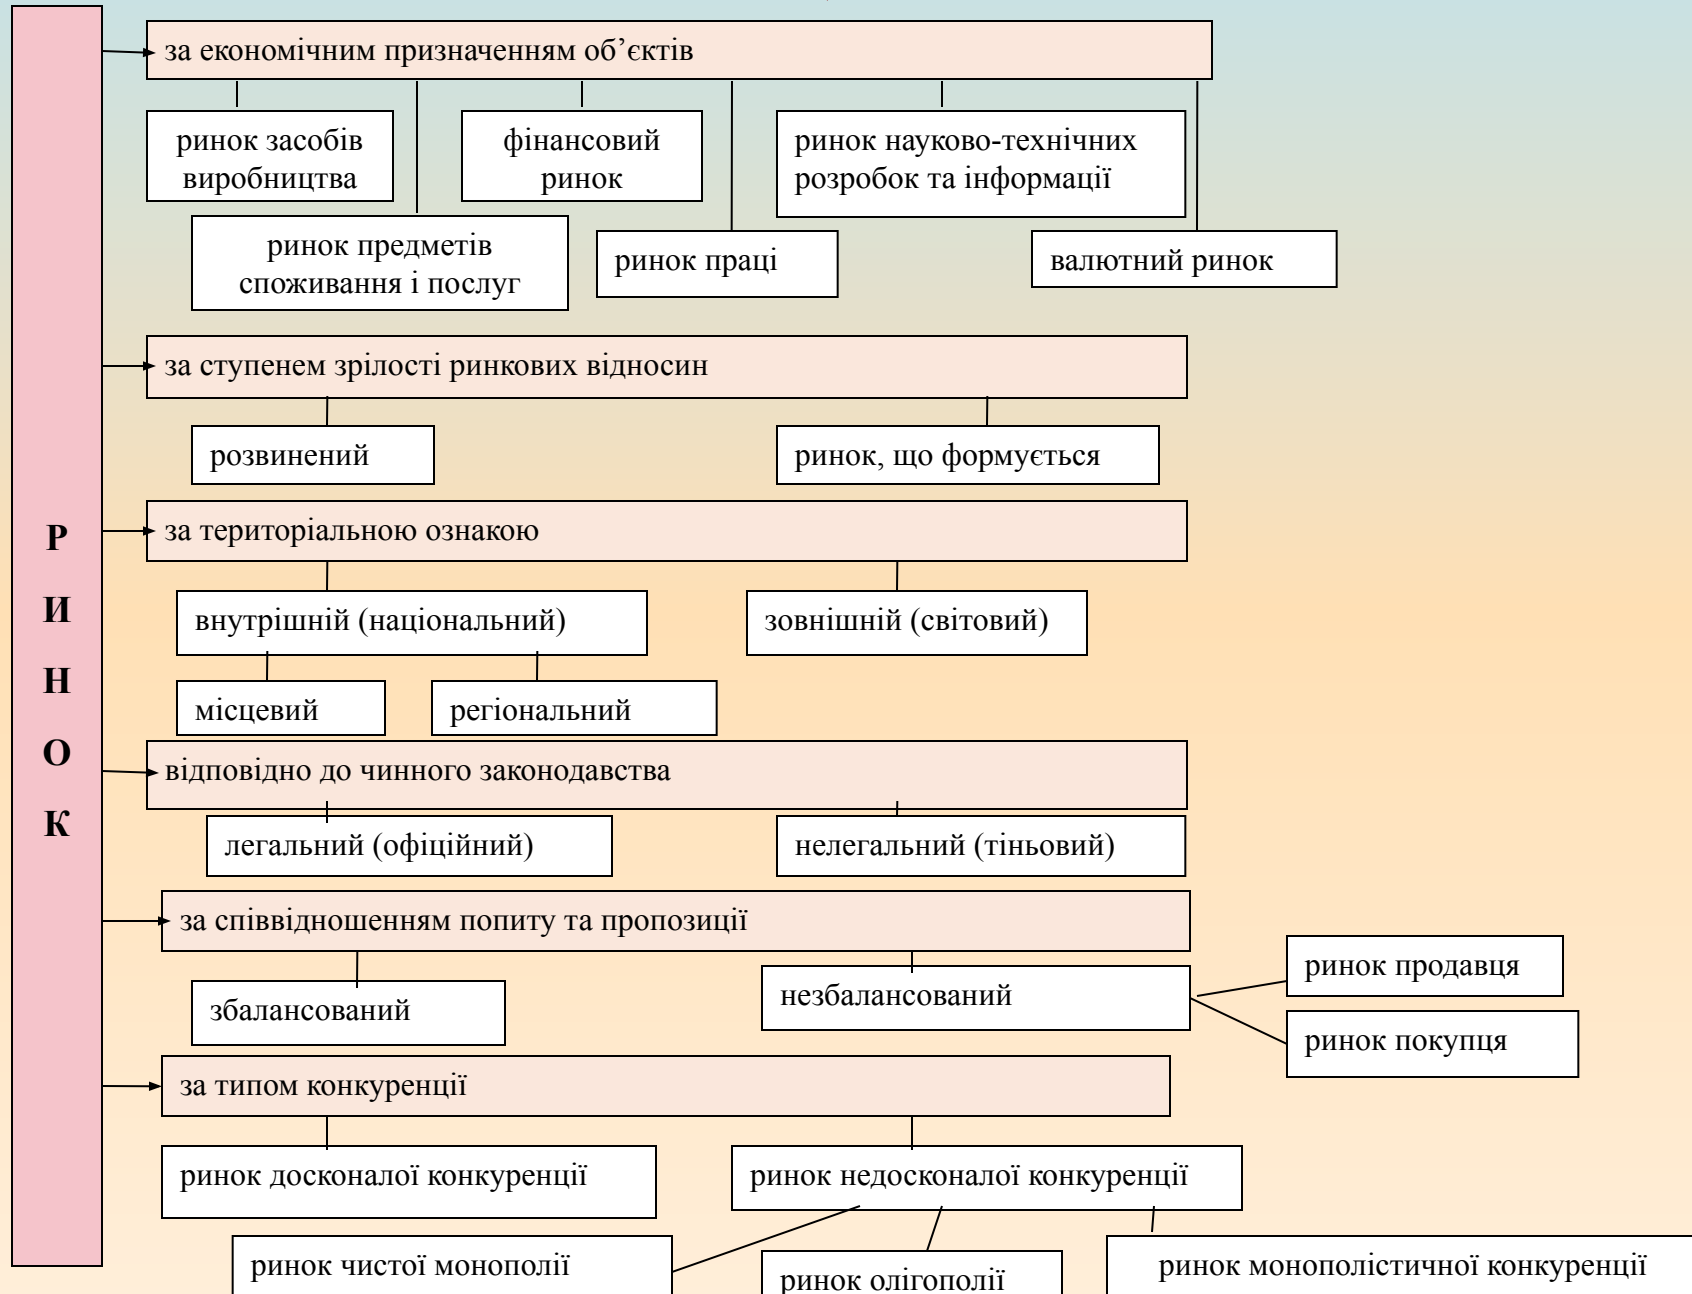 за економічним призначенням об’єктів
ринок засобів
виробництва
фінансовий
ринок
ринок науково-технічних
розробок та інформації
ринок предметів
споживання і послуг
ринок праці
валютний ринок
за ступенем зрілості ринкових відносин
розвинений
ринок, що формується
Р
И
Н
О
К
за територіальною ознакою
внутрішній (національний)
зовнішній (світовий)
місцевий
регіональний
відповідно до чинного законодавства
легальний (офіційний)
нелегальний (тіньовий)
за співвідношенням попиту та пропозиції
збалансований
незбалансований
ринок продавця
ринок покупця
за типом конкуренції
ринок досконалої конкуренції
ринок недосконалої конкуренції
ринок чистої монополії
ринок олігополії
ринок монополістичної конкуренції